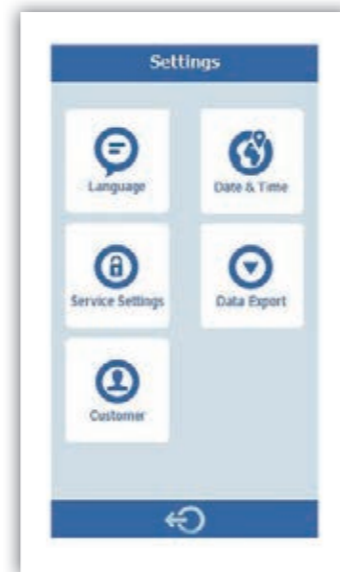 Settings
Language
Date & Time
Service Settings
Data Export
Customer